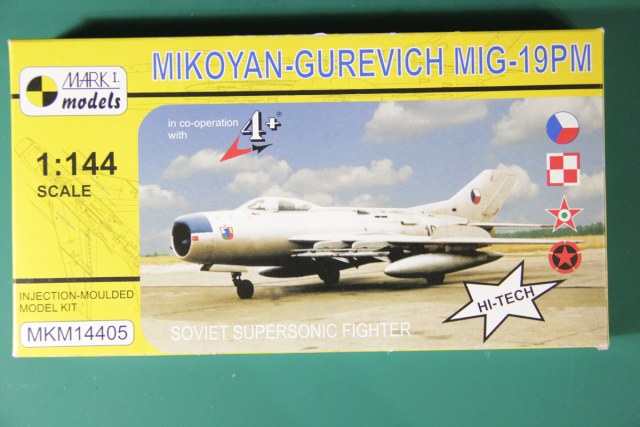 MARK I.
models
MIKOYAN-GUREVICH MIG-19PM
in co-operation
with
4+
1:144
SCALE
INJECTION-MOULDED
MODEL KIT
MKM14405
SOVIET SUPERSONIC FIGHTER
HI-TECH